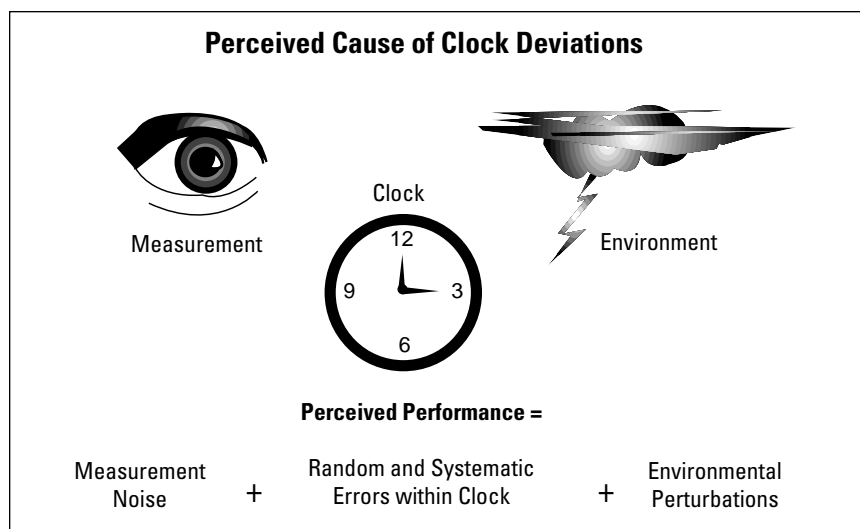 Perceived Cause of Clock Deviations
Clock
Measurement
Environment
12
9
3
6
Perceived Performance =
Measurement
Noise
+
Random and Systematic
Errors within Clock
+
Environmental
Perturbations